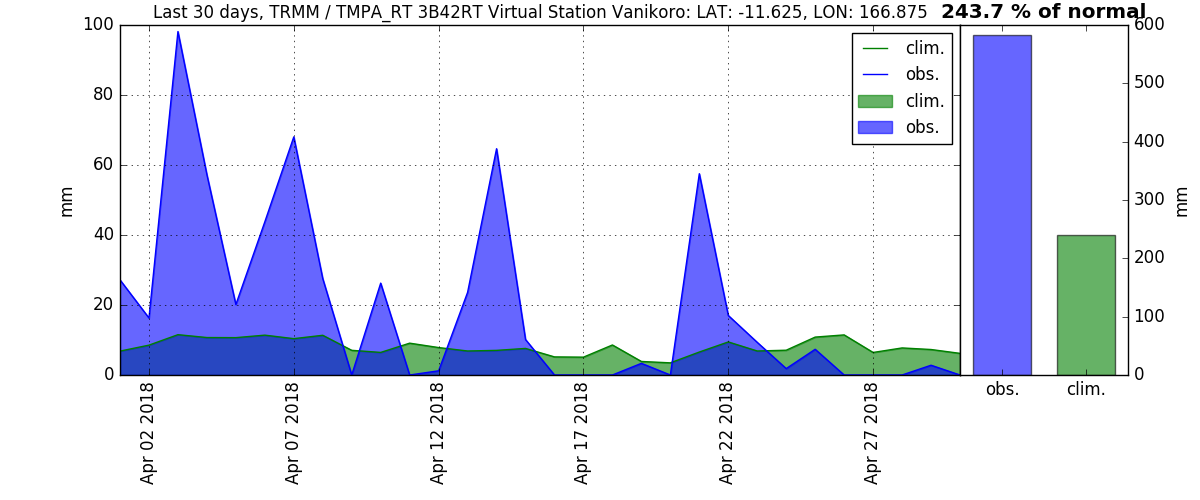 Last 30 days, TRMM / TMPA_RT 3B42RT Virtual Station Vanikoro: LAT: -11.625, LON: 166.875 243.7 % of normal
100
80
60
40
20
0
mm
clim.
obs.
clim.
obs.
Apr 02 2018
Apr 07 2018
Apr 12 2018
Apr 17 2018
Apr 22 2018
Apr 27 2018
600
500
400
300
200
100
0
mm
obs.
clim.